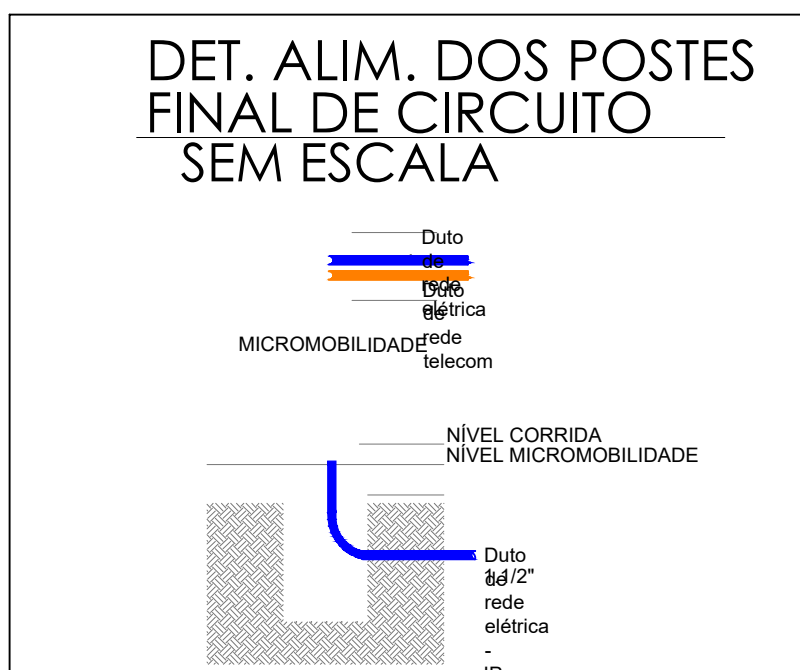 DET. ALIM. DOS POSTES
FINAL DE CIRCUITO
SEM ESCALA
Duto
de
rede
elétrica
Duto
de
rede
telecom
MICROMOBILIDADE
NÍVEL CORRIDA
NÍVEL MICROMOBILIDADE
Duto
de
rede
elétrica
-
1.1/2"